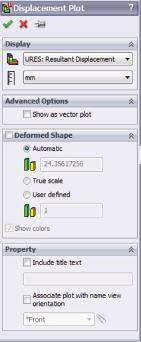 Displacement Plot ?
Display
URES: Resultant Displacement
mm
Advanced Options
Show as vector plot
Deformed Shape
Automatic
24.35617256
True scale
User defined
1
Show colors
Property
Include title text
Associate plot with name view
orientation
*Front